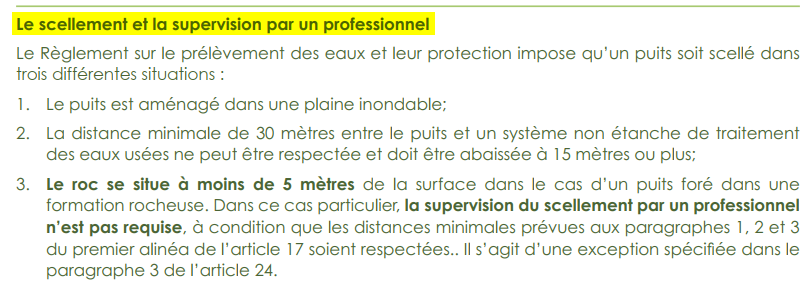 Le scellement et la supervision par un professionnel
Le Règlement sur le prélèvement des eaux et leur protection impose qu'un puits soit scellé dans
trois différentes situations :
1. Le puits est aménagé dans une plaine inondable;
2. La distance minimale de 30 mètres entre le puits et un système non étanche de traitement
des eaux usées ne peut être respectée et doit être abaissée à 15 mètres ou plus;
3. Le roc se situe à moins de 5 mètres de la surface dans le cas d'un puits foré dans une
formation rocheuse. Dans ce cas particulier, la supervision du scellement par un professionnel
n'est pas requise, à condition que les distances minimales prévues aux paragraphes 1, 2 et 3
du premier alinéa de l'article 17 soient respectées.. Il s'agit d'une exception spécifiée dans le
paragraphe 3 de l'article 24.